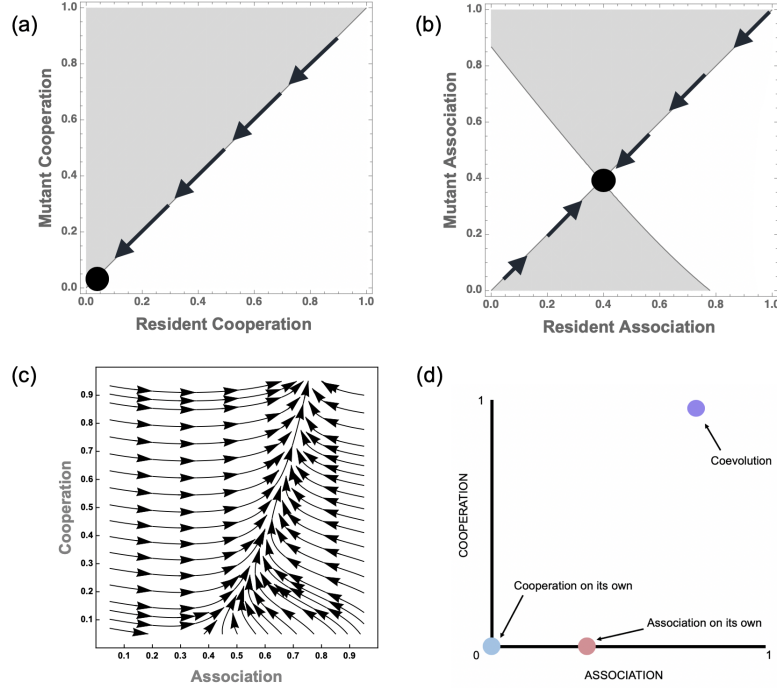 (a)
Mutant Cooperation
1.0
0.8
0.6
0.4
0.2
0.0
0.0 0.2 0.4 0.6 0.8 1.0
Resident Cooperation
(b)
Mutant Association
1.0
0.8
0.6
0.4
0.2
0.0
0.0 0.2 0.4 0.6 0.8 1.0
Resident Association
(c)
Cooperation
0.9
0.8
0.7
0.6
0.5
0.4
0.3
0.2
0.1
0.1 0.2 0.3 0.4 0.5 0.6 0.7 0.8 0.9
Association
(d)
1
COOPERATION
Coevolution
Cooperation on its own
Association on its own
0
1
ASSOCIATION